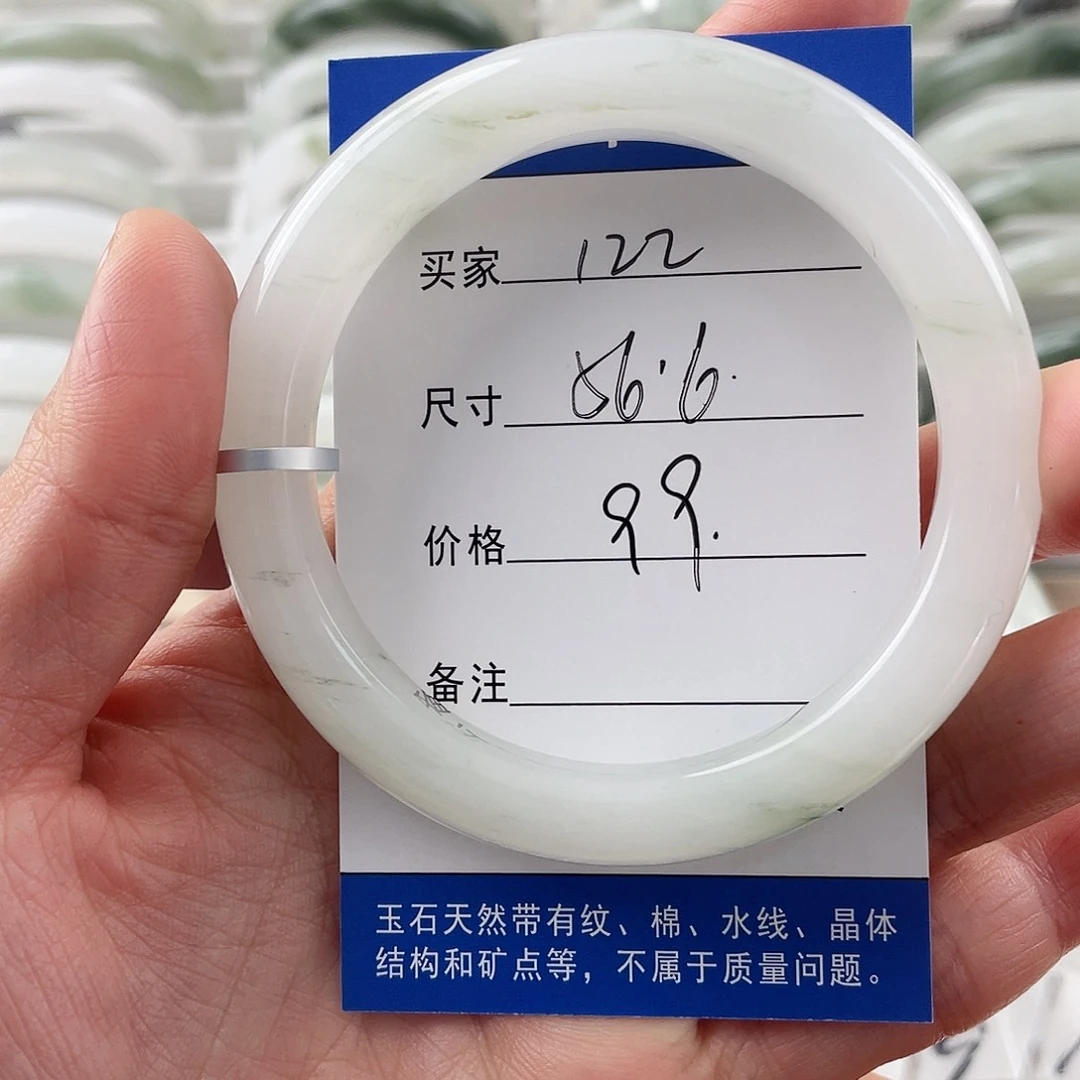 买家 122
尺寸 56.6.
价格 99.
备注
玉石天然带有纹、棉、水线、晶体
结构和矿点等，不属于质量问题。